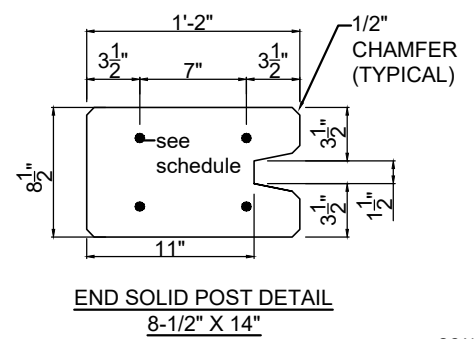 1'-2"
3 1/2"
7"
3 1/2"
1/2"
CHAMFER
(TYPICAL)
see
schedule
8 1/2"
3 1/2"
1 1/2"
3 1/2"
11"
END SOLID POST DETAIL
8-1/2" X 14"